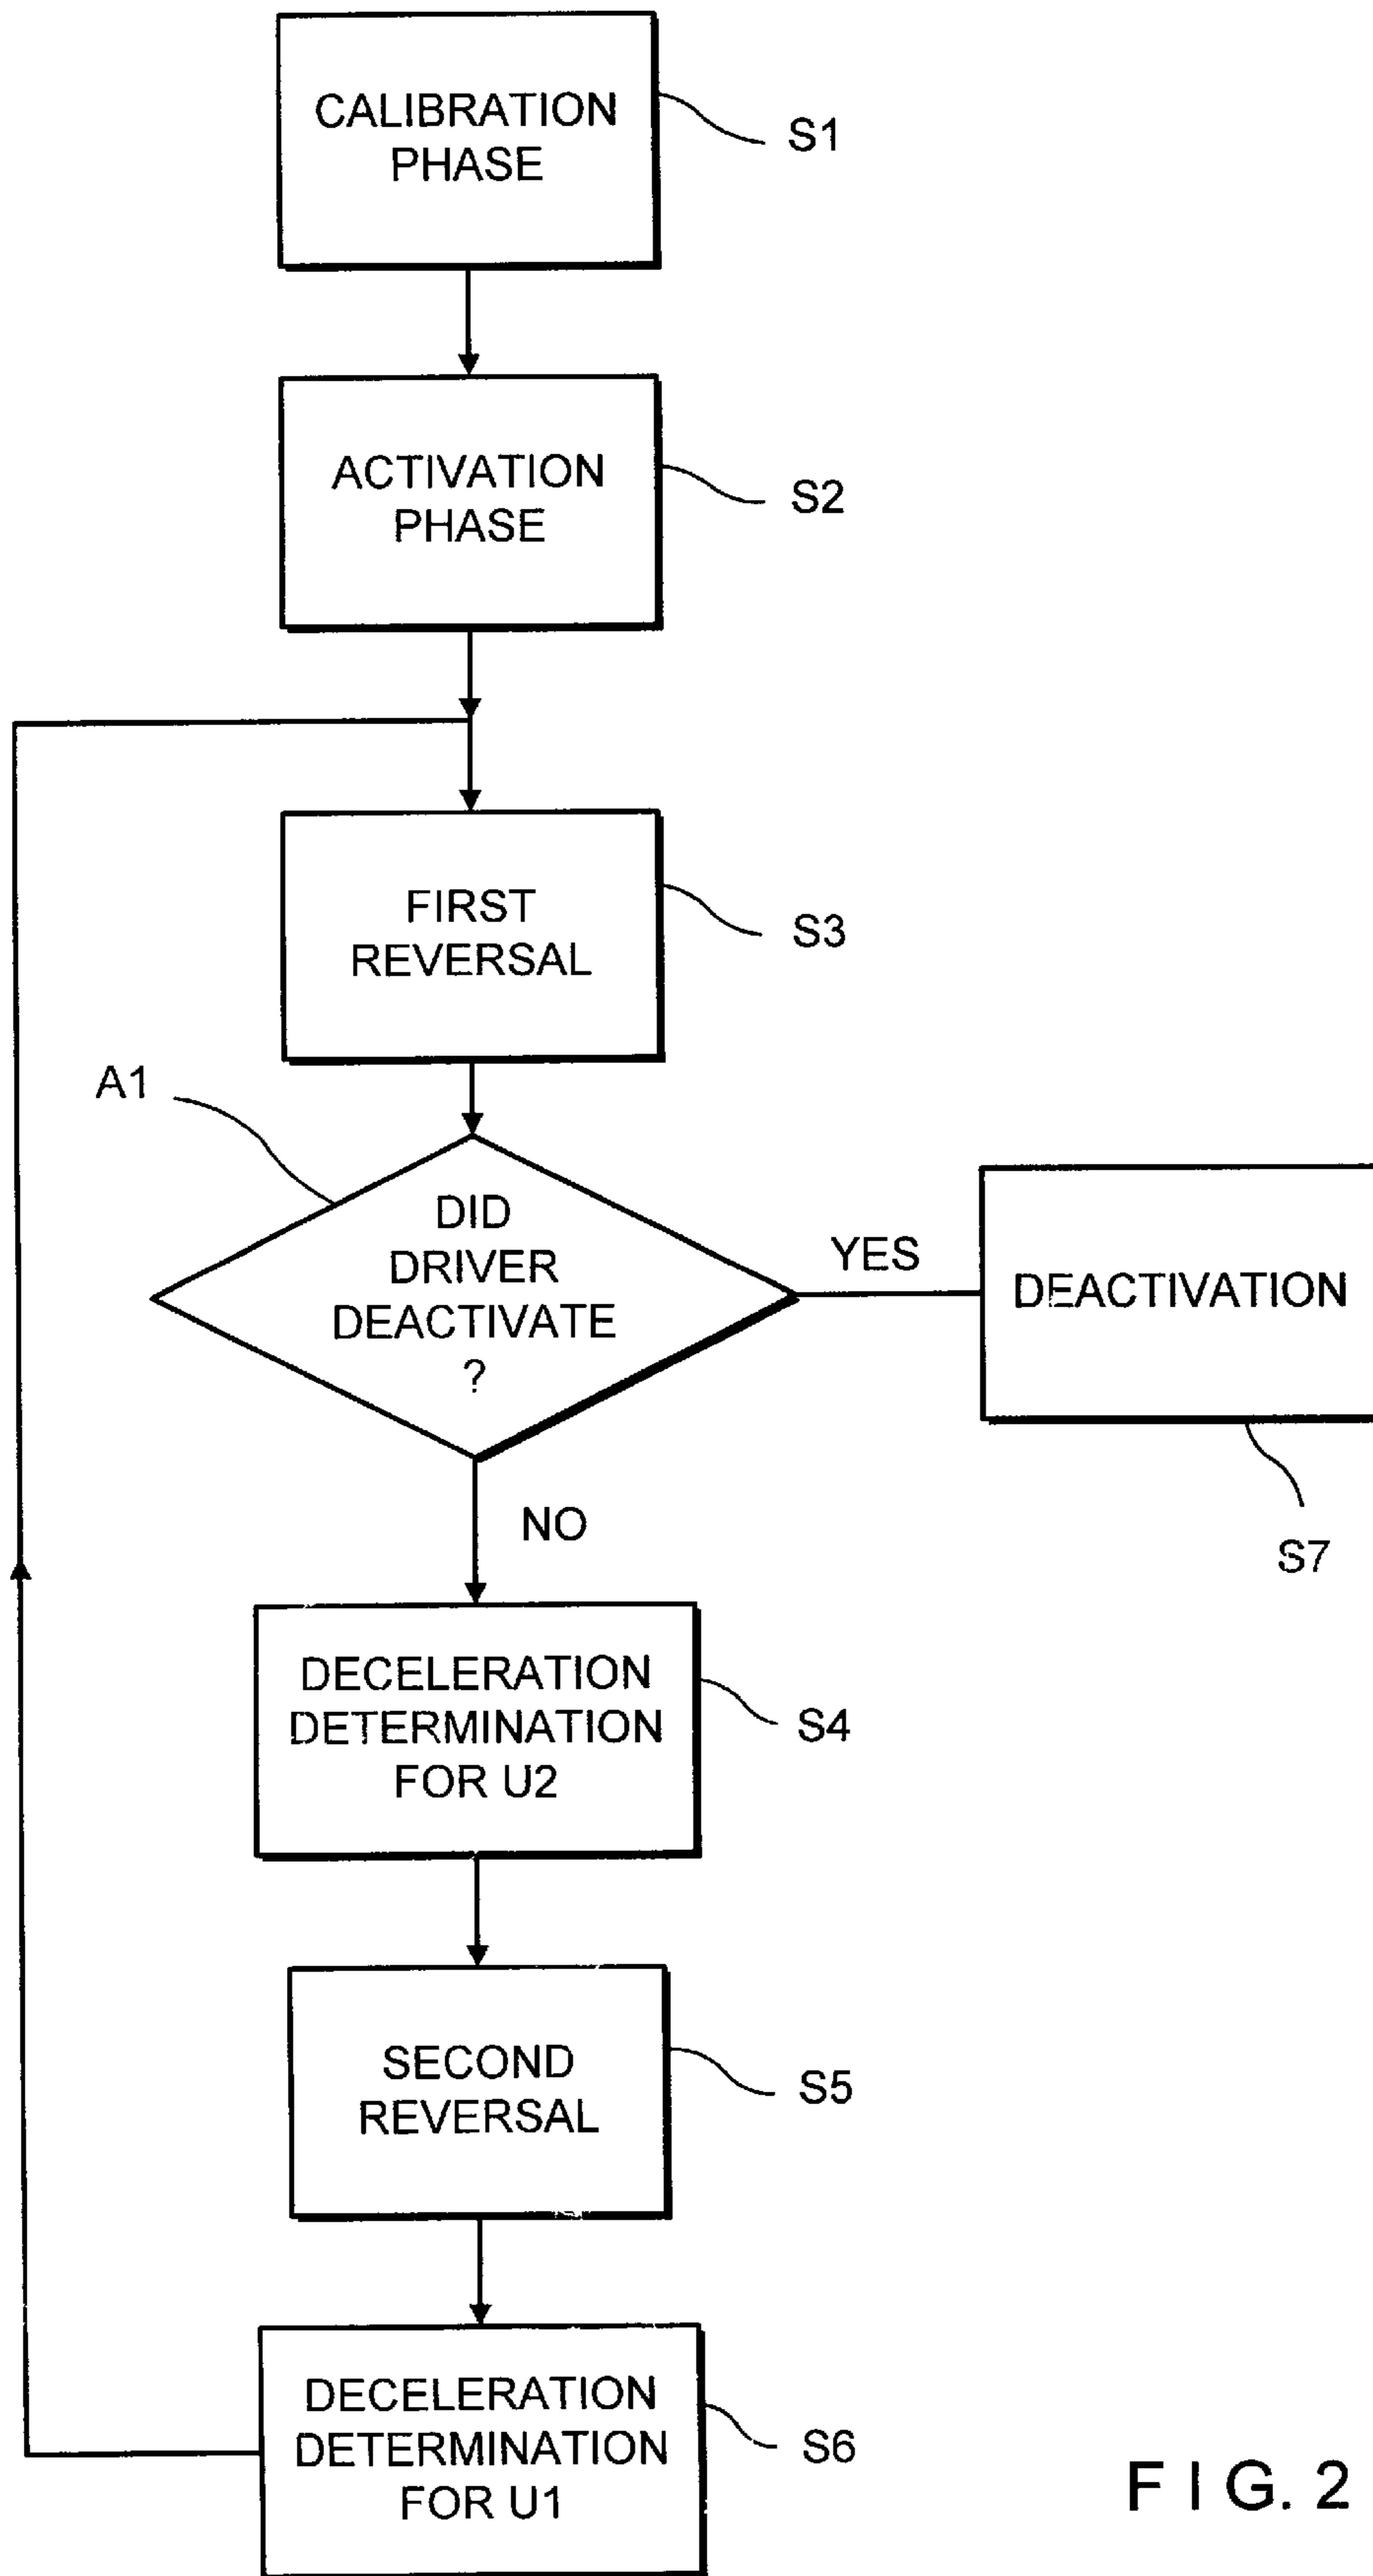 CALIBRATION
PHASE
S1
ACTIVATION
PHASE
S2
FIRST
REVERSAL
S3
A1
DID
DRIVER
DEACTIVATE
?
YES
DEACTIVATION
S7
NO
DECELERATION
DETERMINATION
FOR U2
S4
SECOND
REVERSAL
S5
DECELERATION
DETERMINATION
FOR U1
S6
FIG. 2